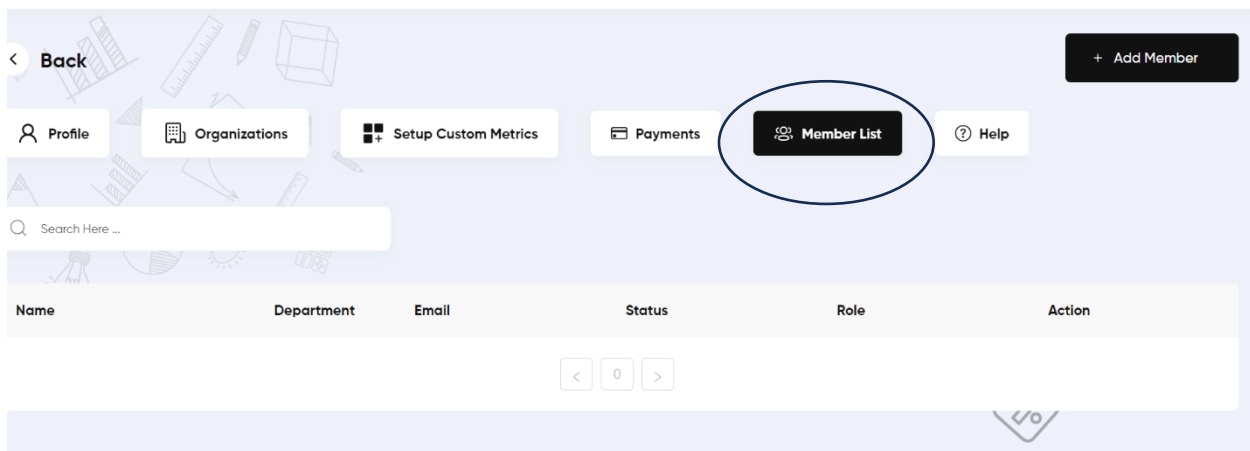 Back
+ Add Member
Profile Organizations Setup Custom Metrics Payments Member List Help
Search Here ...
Name Department Email Status Role Action
< 0 >